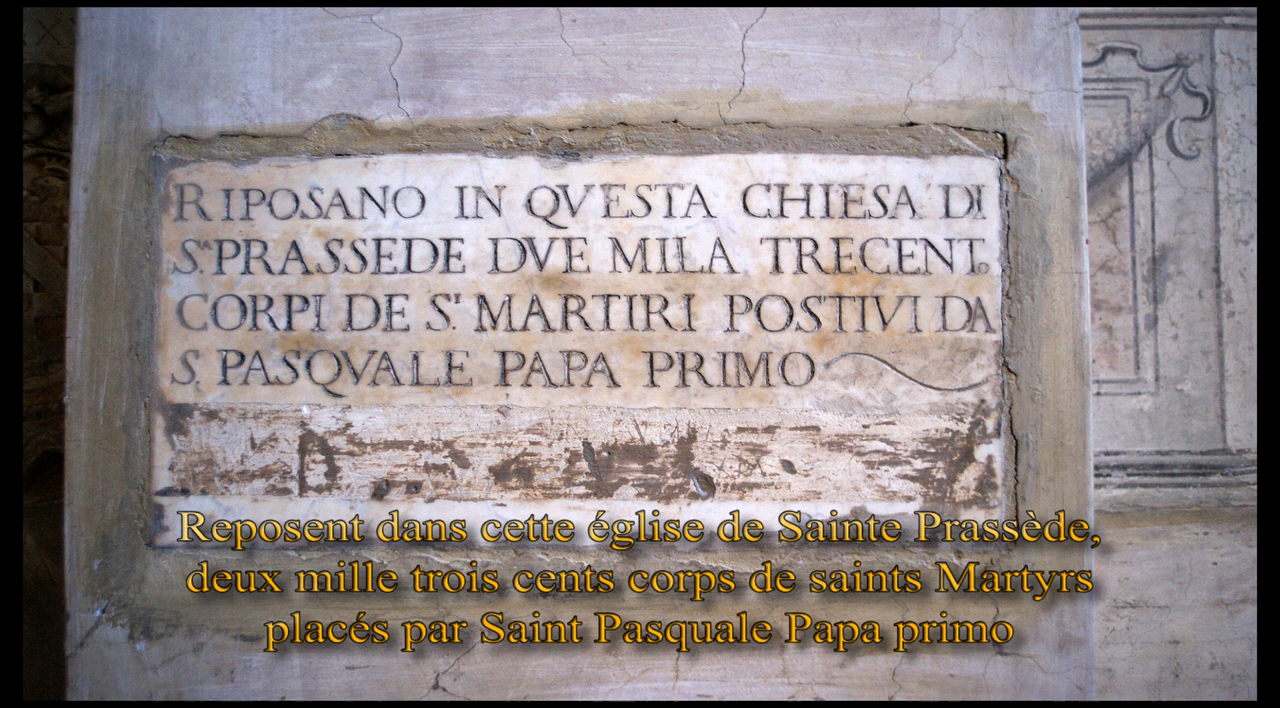 RIPOSANO IN QVESTA CHIESA DI
S.ᴬ PRASSEDE DVE MILA TRECENT.º
CORPI DE S.ᴵ MARTIRI POSTIVI DA
S. PASQVALE PAPA PRIMO
Reposent dans cette église de Sainte Prassède,
deux mille trois cents corps de saints Martyrs
placés par Saint Pasquale Papa primo